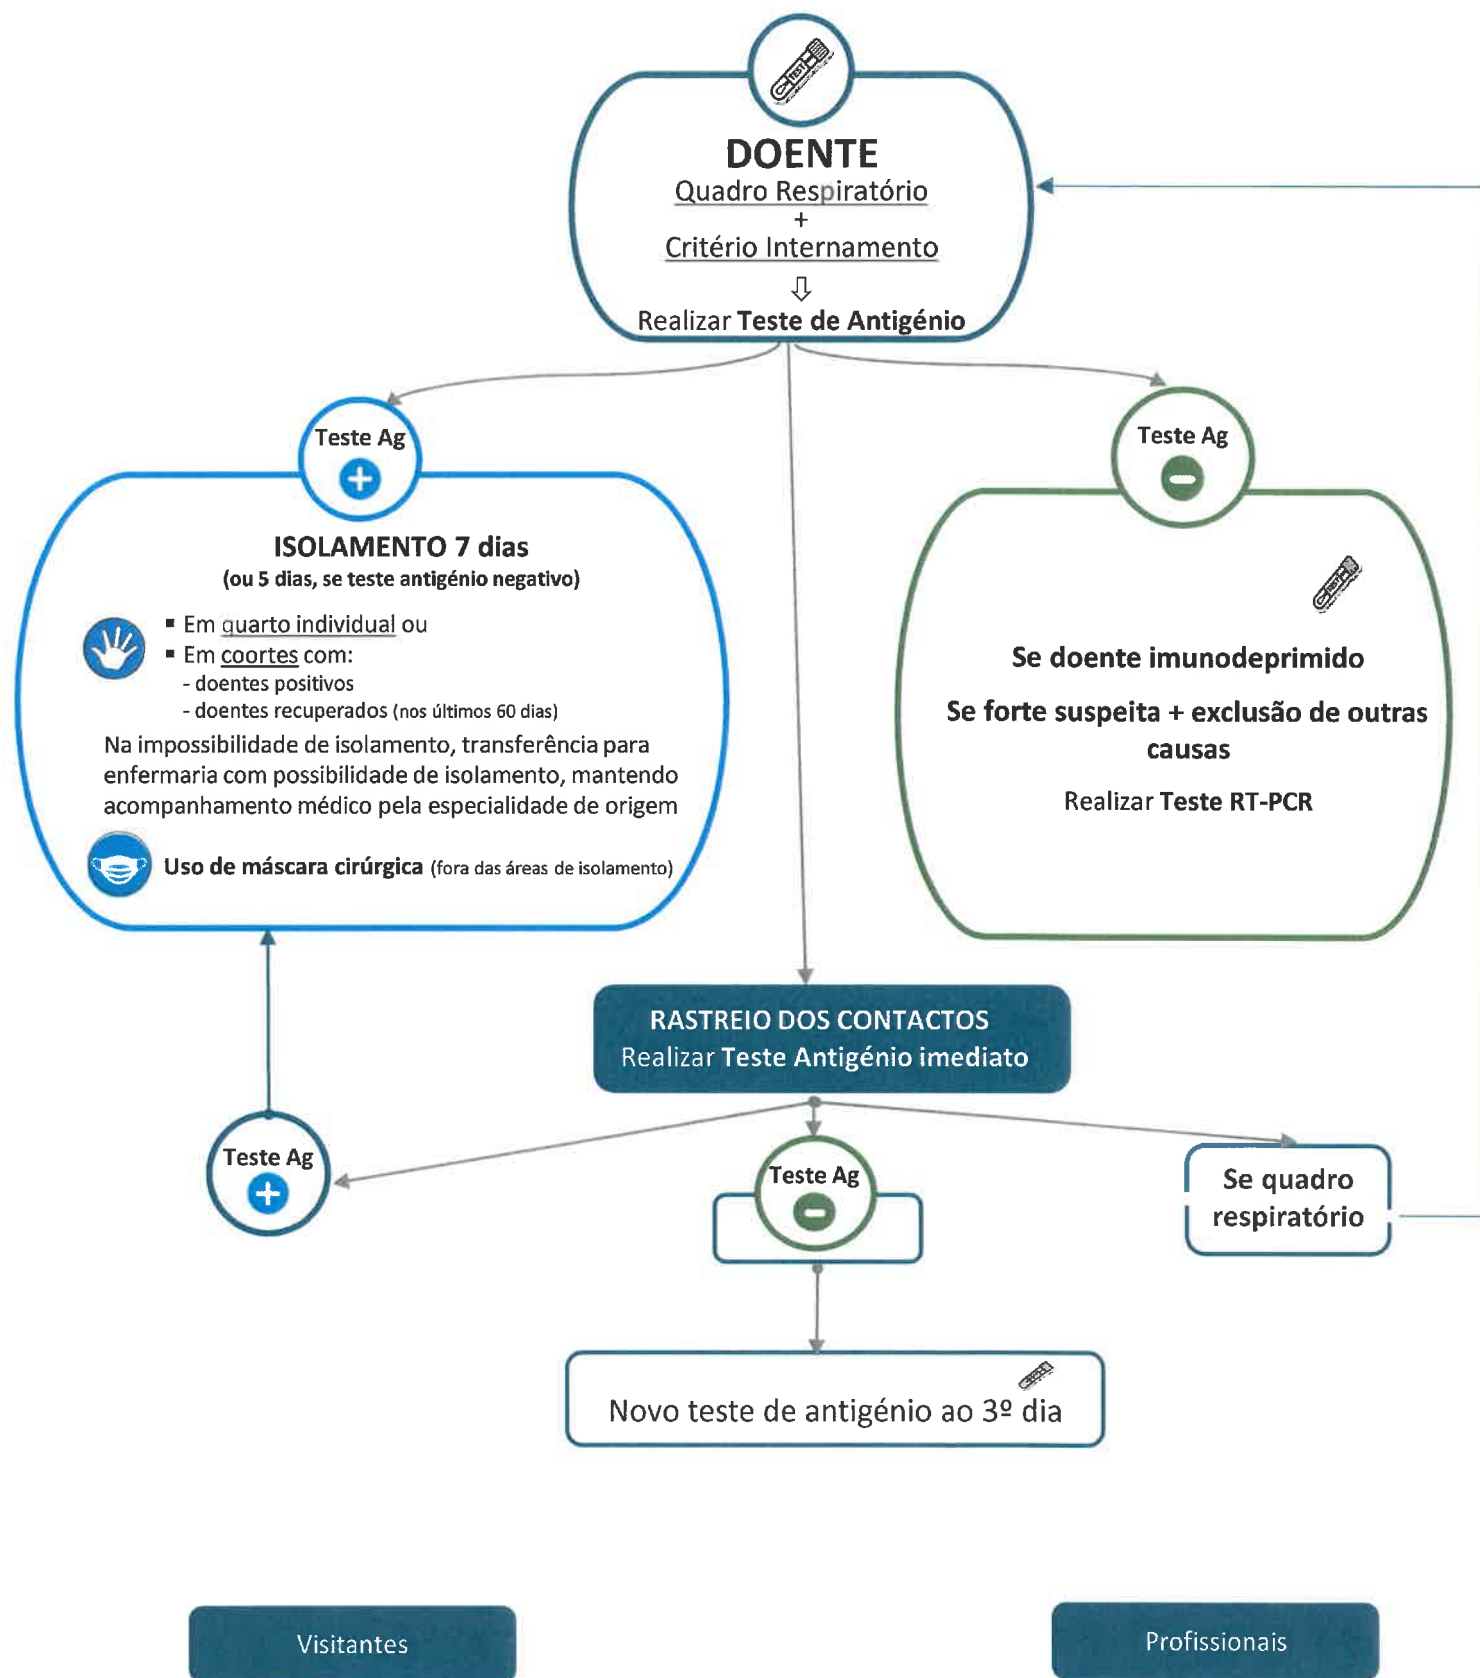 TEST
DOENTE
Quadro Respiratório
+
Critério Internamento
Realizar Teste de Antigénio
Teste Ag
+
ISOLAMENTO 7 dias
(ou 5 dias, se teste antigénio negativo)
▪ Em quarto individual ou
▪ Em coortes com:
- doentes positivos
- doentes recuperados (nos últimos 60 dias)
Na impossibilidade de isolamento, transferência para
enfermaria com possibilidade de isolamento, mantendo
acompanhamento médico pela especialidade de origem
Uso de máscara cirúrgica (fora das áreas de isolamento)
Teste Ag
-
TEST
Se doente imunodeprimido
Se forte suspeita + exclusão de outras
causas
Realizar Teste RT-PCR
RASTREIO DOS CONTACTOS
Realizar Teste Antigénio imediato
Teste Ag
+
Teste Ag
-
Se quadro
respiratório
Novo teste de antigénio ao 3º dia
Visitantes
Profissionais